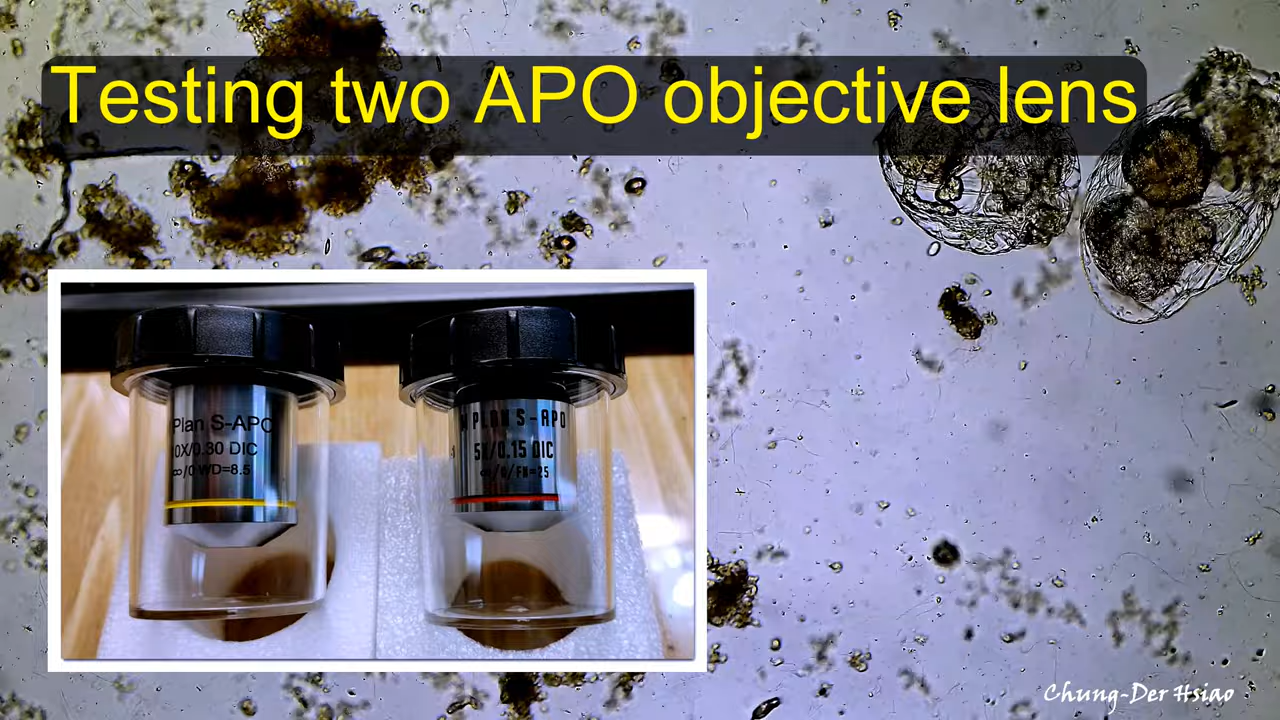 Testing two APO objective lens
Plan S-APO
10X/0.30 DIC
∞/0 WD=8.5
PLAN S-APO
5X/0.15 DIC
∞/0/FN=25
Chung-Der Hsiao